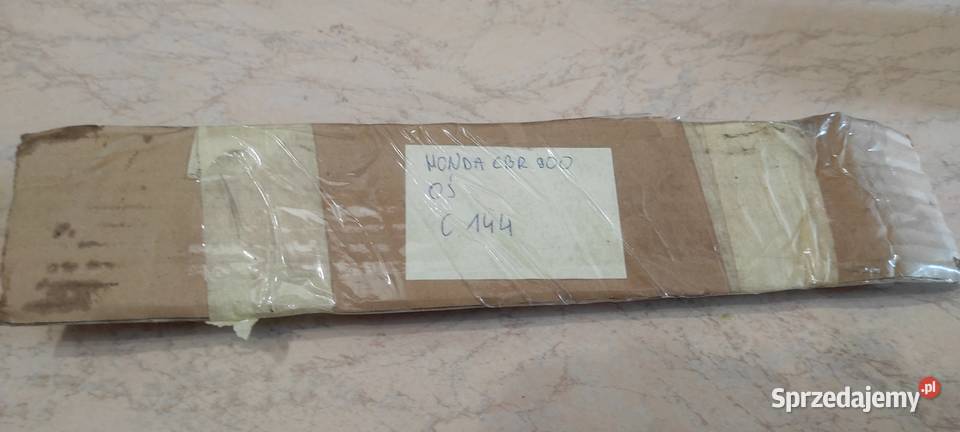 HONDA CBR 900
OŚ
C 144
Sprzedajemy.pl